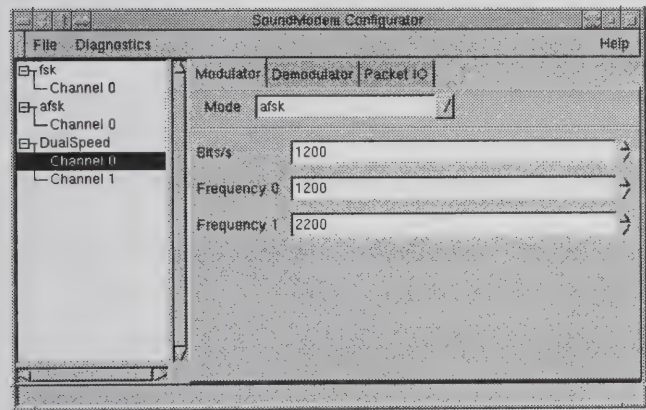 SoundModem Configurator
File Diagnostics Help
fsk
Channel 0
afsk
Channel 0
DualSpeed
Channel 0
Channel 1
Modulator Demodulator Packet IO
Mode afsk
Bits/s 1200
Frequency 0 1200
Frequency 1 2200